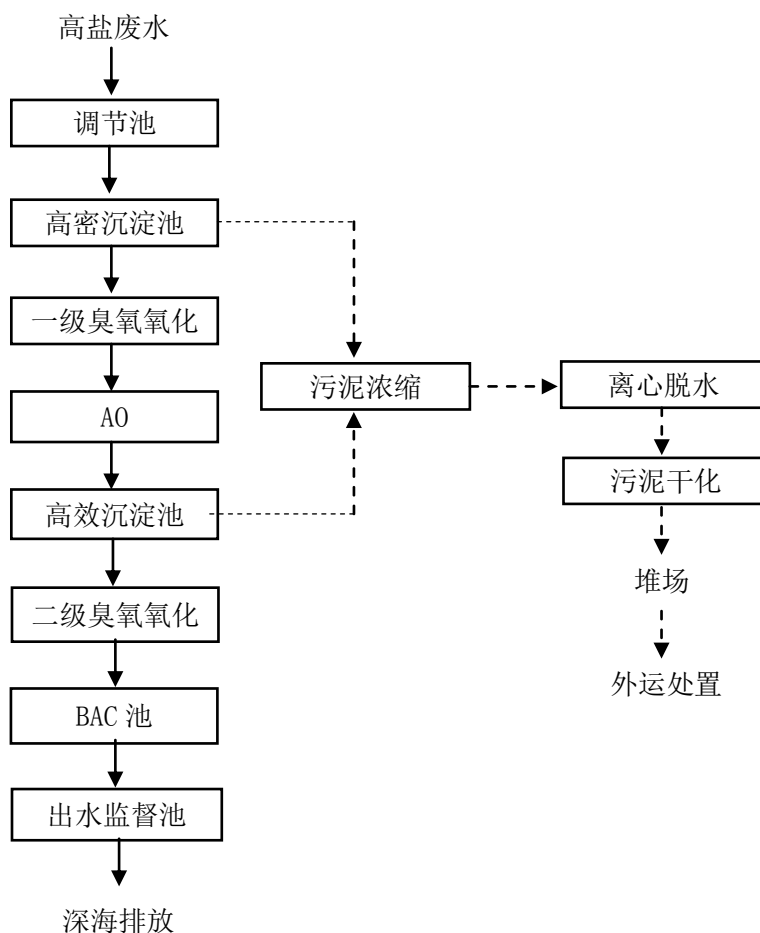 高盐废水
调节池
高密沉淀池
一级臭氧氧化
AO
高效沉淀池
二级臭氧氧化
BAC 池
出水监督池
深海排放
污泥浓缩
离心脱水
污泥干化
堆场
外运处置